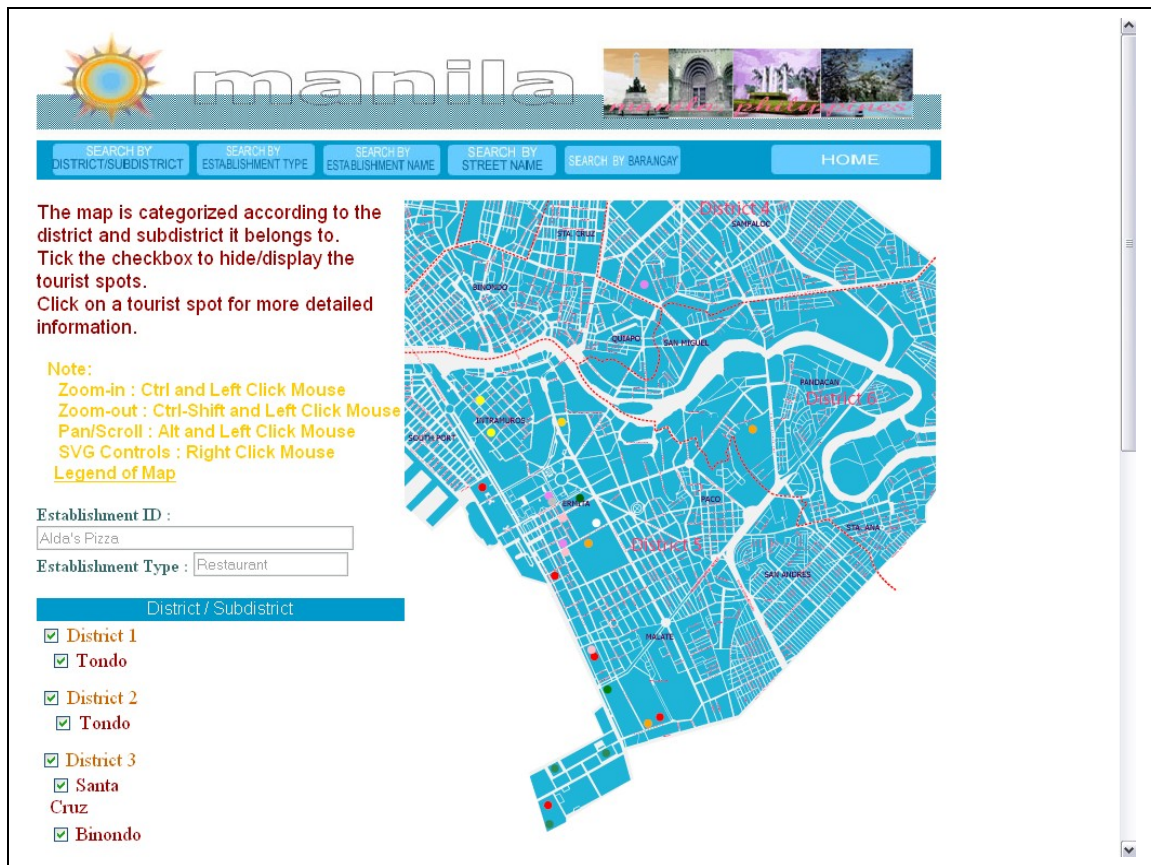 manila
manila philippines
SEARCH BY
DISTRICT/SUBDISTRICT
SEARCH BY
ESTABLISHMENT TYPE
SEARCH BY
ESTABLISHMENT NAME
SEARCH BY
STREET NAME
SEARCH BY BARANGAY
HOME
The map is categorized according to the
district and subdistrict it belongs to.
Tick the checkbox to hide/display the
tourist spots.
Click on a tourist spot for more detailed
information.
Note:
Zoom-in : Ctrl and Left Click Mouse
Zoom-out : Ctrl-Shift and Left Click Mouse
Pan/Scroll : Alt and Left Click Mouse
SVG Controls : Right Click Mouse
Legend of Map
Establishment ID :
Alda's Pizza
Establishment Type : Restaurant
District / Subdistrict
District 1
Tondo
District 2
Tondo
District 3
Santa
Cruz
Binondo
District 4
SAMPALOC
STA. CRUZ
BINONDO
QUIAPO
SAN MIGUEL
PANDACAN
District 6
INTRAMUROS
SOUTH PORT
ERMITA
PACO
STA. ANA
District 5
SAN ANDRES
MALATE